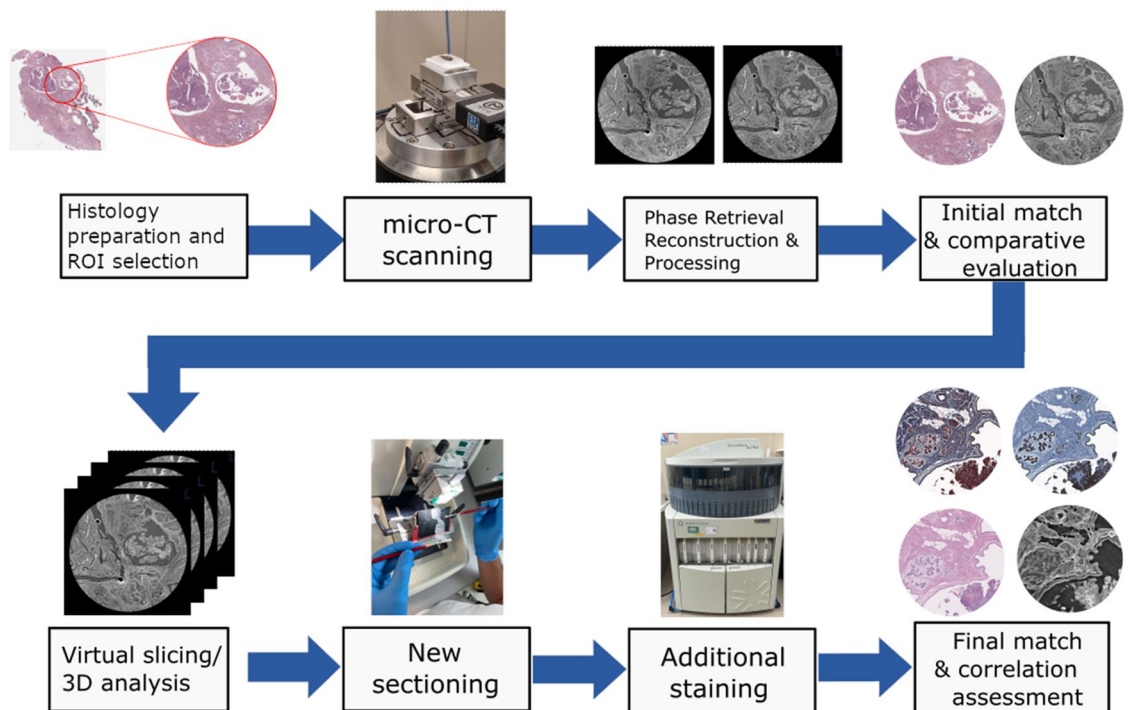 Histology
preparation and
ROI selection
micro-CT
scanning
Phase Retrieval
Reconstruction &
Processing
Initial match
& comparative
evaluation
Virtual slicing/
3D analysis
New
sectioning
Additional
staining
Final match
& correlation
assessment